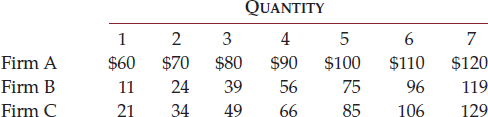 QUANTITY
1 2 3 4 5 6 7
Firm A $60 $70 $80 $90 $100 $110 $120
Firm B 11 24 39 56 75 96 119
Firm C 21 34 49 66 85 106 129